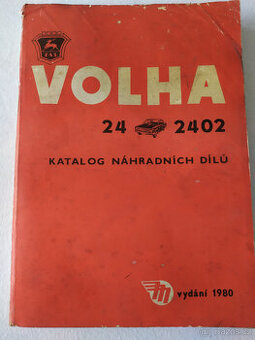 VOLHA
24 2402
KATALOG NÁHRADNÍCH DÍLŮ
vydání 1980